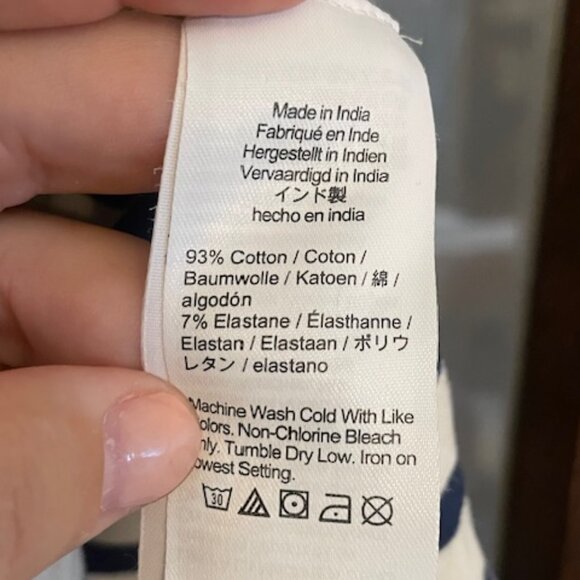 Made in India
Fabriqué en Inde
Hergestellt in Indien
Vervaardigd in India
インド製
hecho en india
93% Cotton / Coton /
Baumwolle / Katoen / 綿 /
algodón
7% Elastane / Élasthanne /
Elastan / Elastaan / ポリウ
レタン / elastano
Machine Wash Cold With Like
Colors. Non-Chlorine Bleach
Only. Tumble Dry Low. Iron on
Lowest Setting.
30